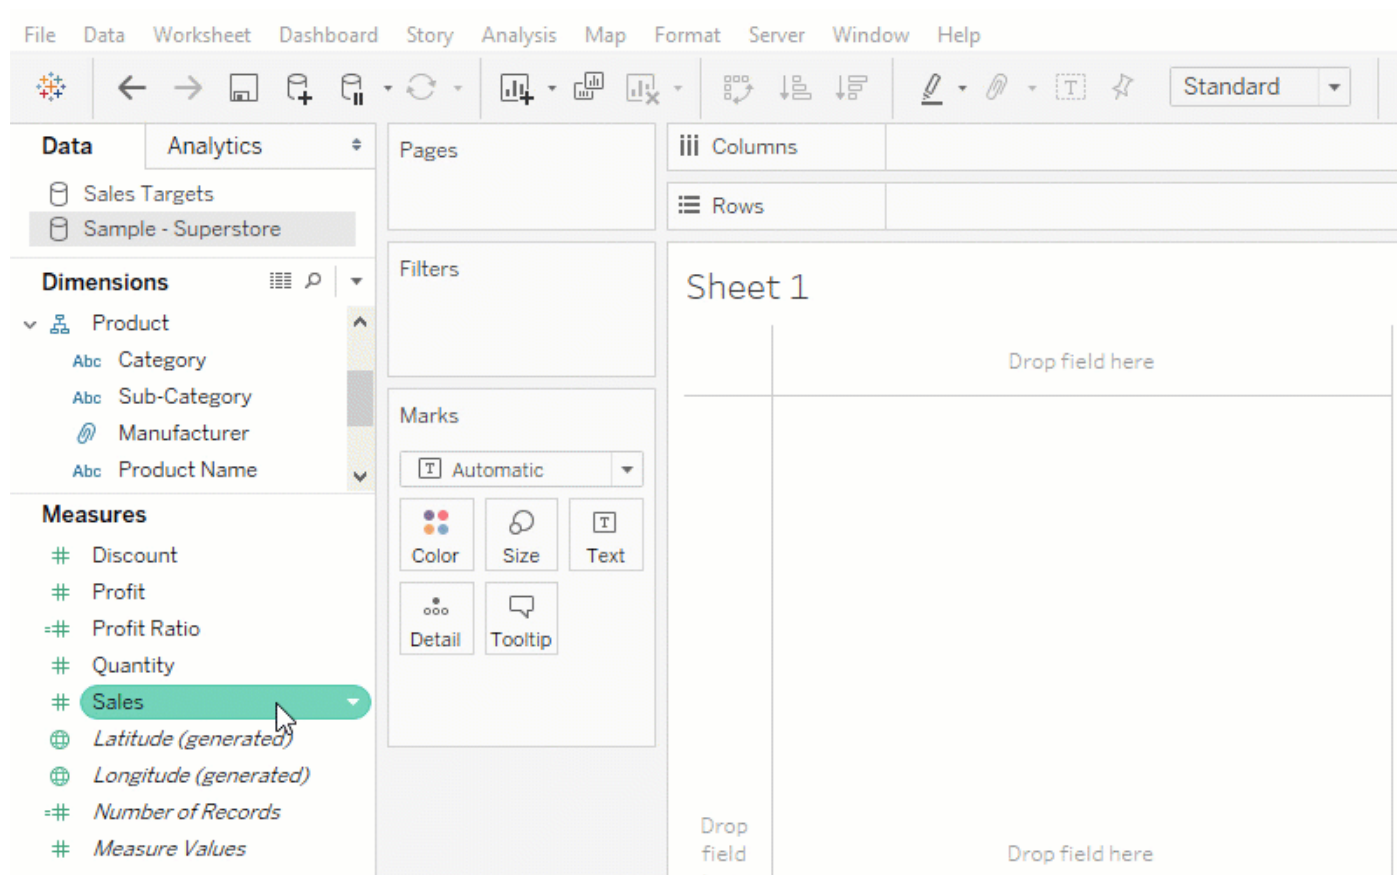 File Data Worksheet Dashboard Story Analysis Map Format Server Window Help
Standard
Data Analytics
Sales Targets
Sample - Superstore
Dimensions
Product
Abc Category
Abc Sub-Category
Manufacturer
Abc Product Name
Measures
# Discount
# Profit
=# Profit Ratio
# Quantity
# Sales
Latitude (generated)
Longitude (generated)
=# Number of Records
# Measure Values
Pages
Filters
Marks
T Automatic
Color Size T Text
Detail Tooltip
Columns
Rows
Sheet 1
Drop field here
Drop
field
Drop field here